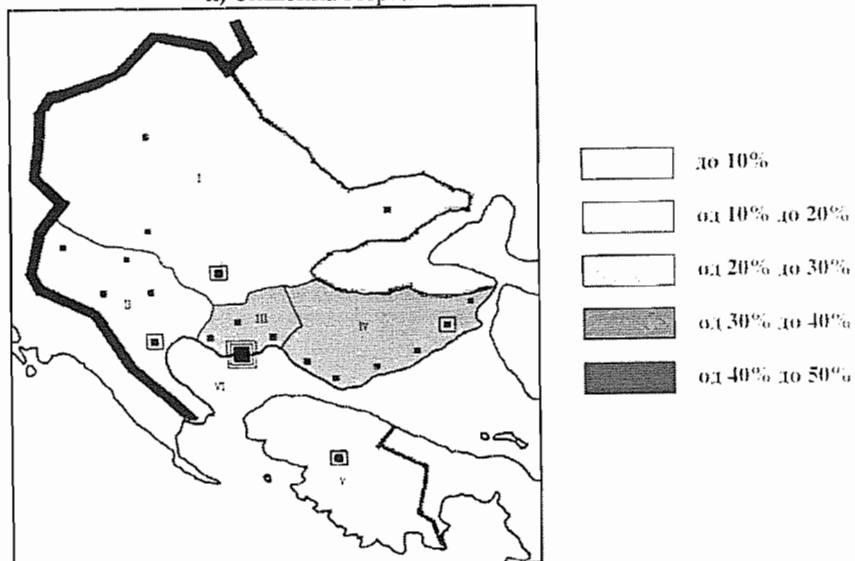 I
II
III
IV
VI
V
до 10%
од 10% до 20%
од 20% до 30%
од 30% до 40%
од 40% до 50%